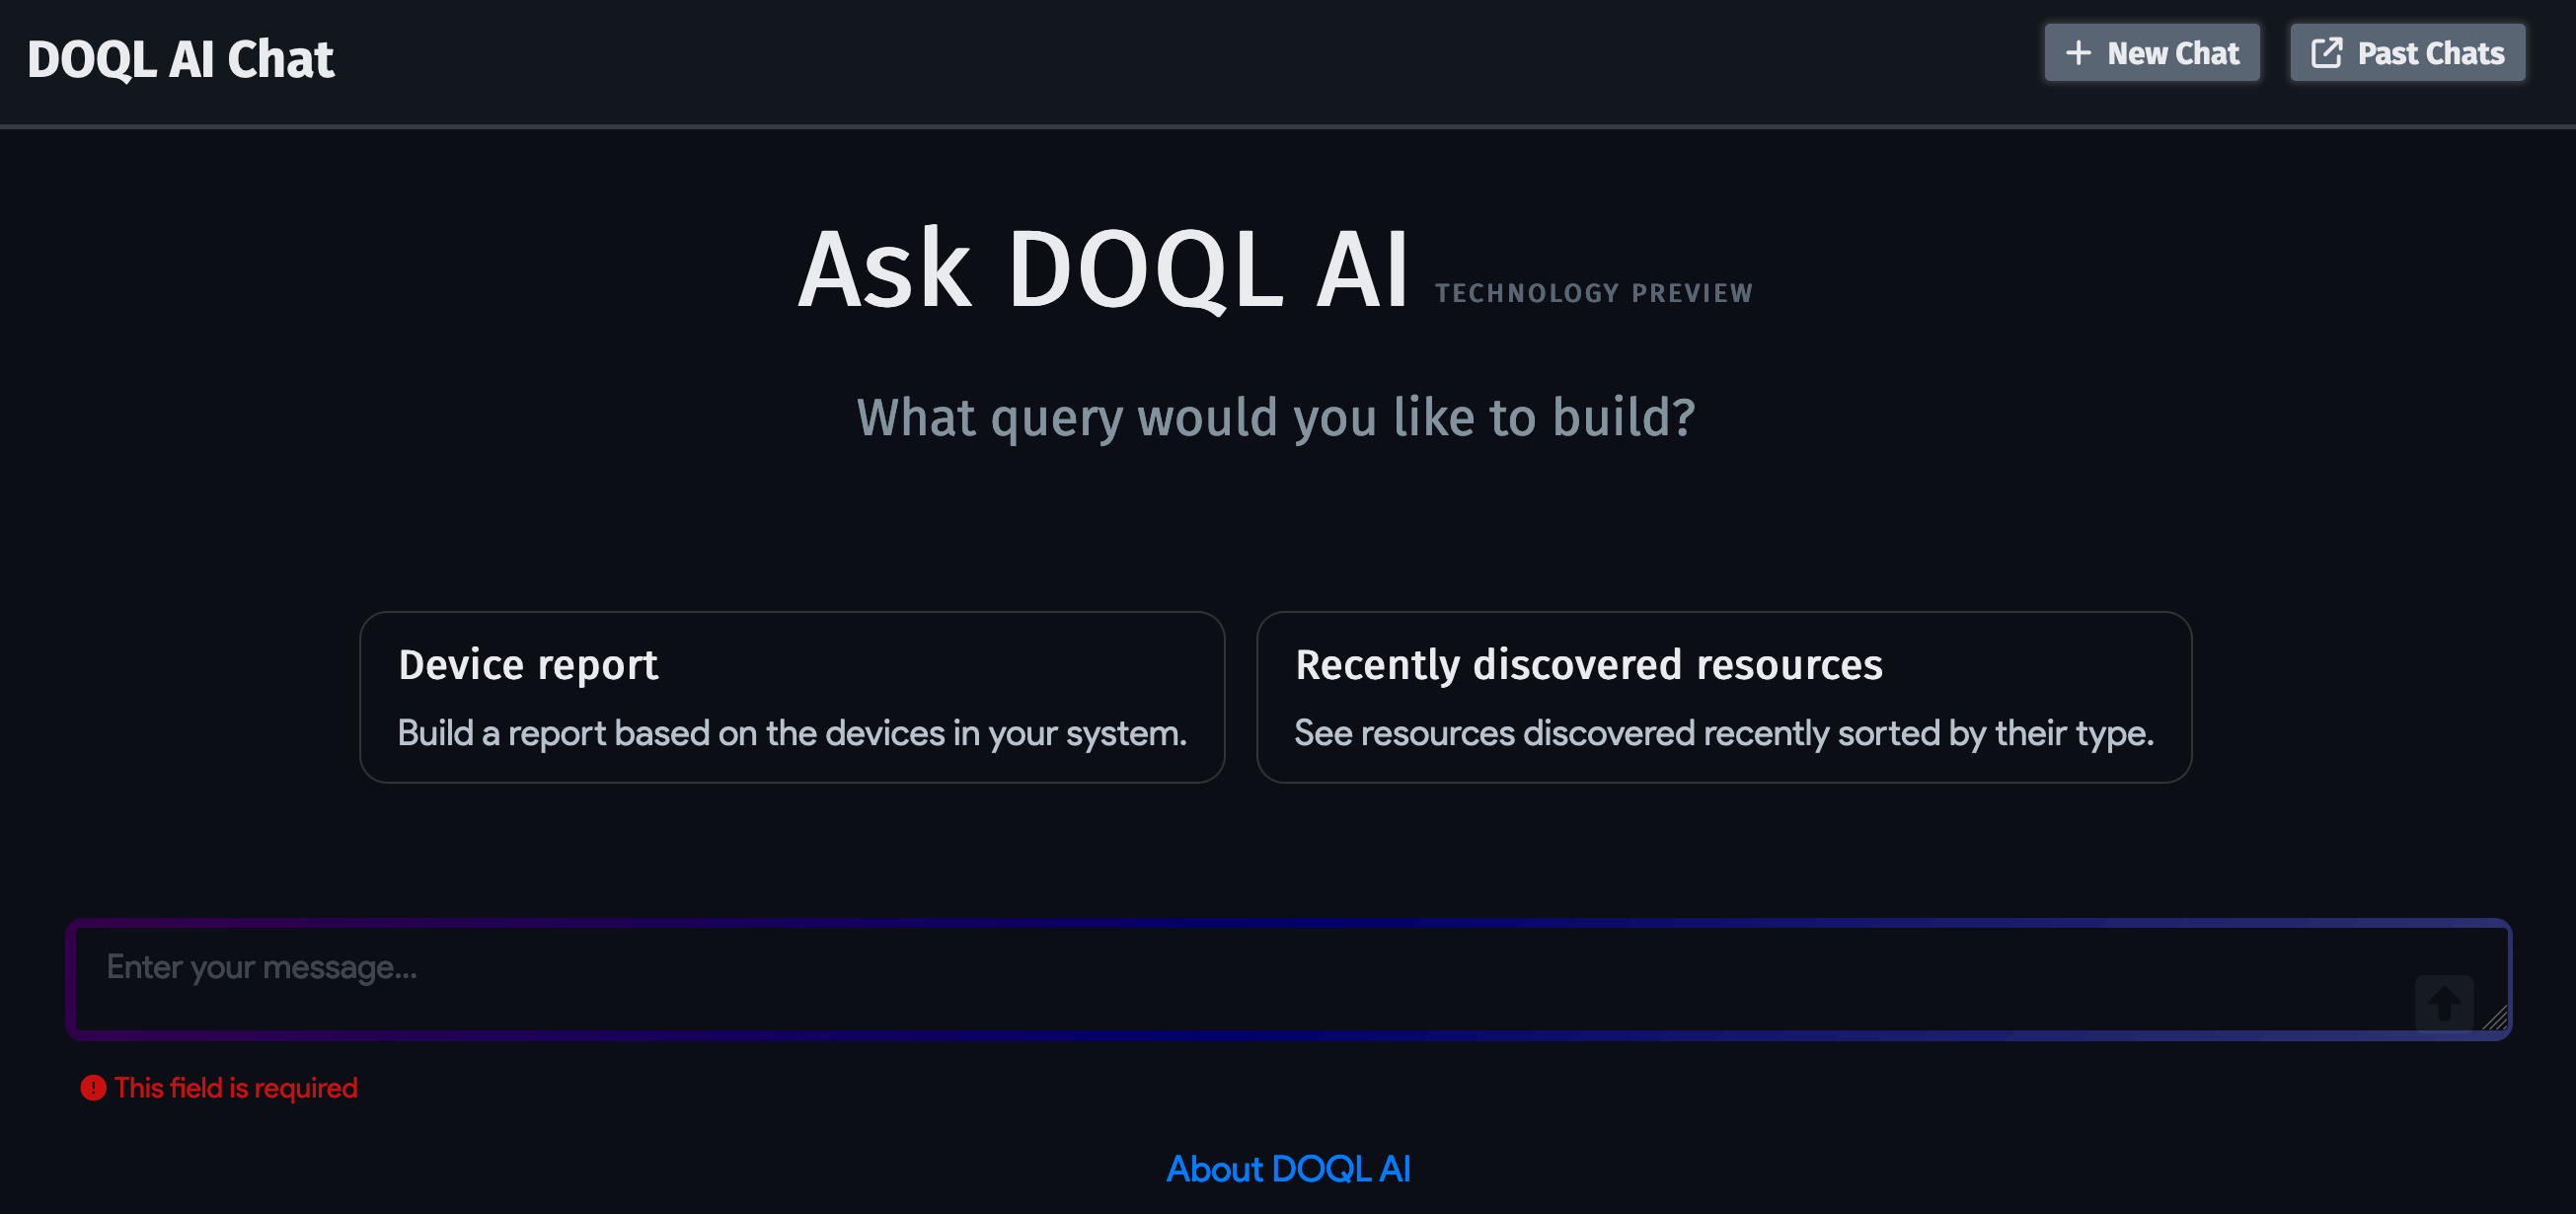 DOQL AI Chat
New Chat
Past Chats
Ask DOQL AI TECHNOLOGY PREVIEW
What query would you like to build?
Device report
Build a report based on the devices in your system.
Recently discovered resources
See resources discovered recently sorted by their type.
Enter your message...
This field is required
About DOQL AI